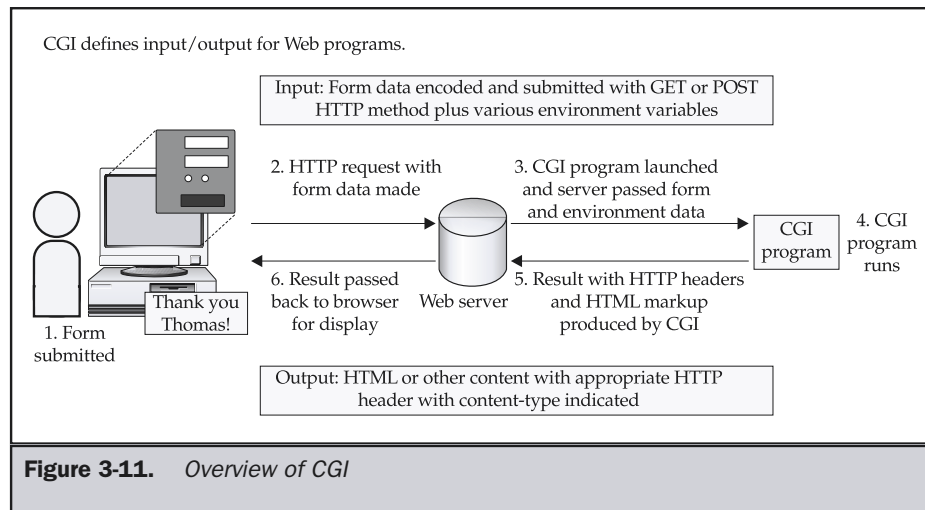 CGI defines input/output for Web programs.
Input: Form data encoded and submitted with GET or POST
HTTP method plus various environment variables
2. HTTP request with
form data made
3. CGI program launched
and server passed form
and environment data
CGI
program
4. CGI
program
runs
Thank you
Thomas!
1. Form
submitted
6. Result passed
back to browser
for display
Web server
5. Result with HTTP headers
and HTML markup
produced by CGI
Output: HTML or other content with appropriate HTTP
header with content-type indicated
Figure 3-11. Overview of CGI